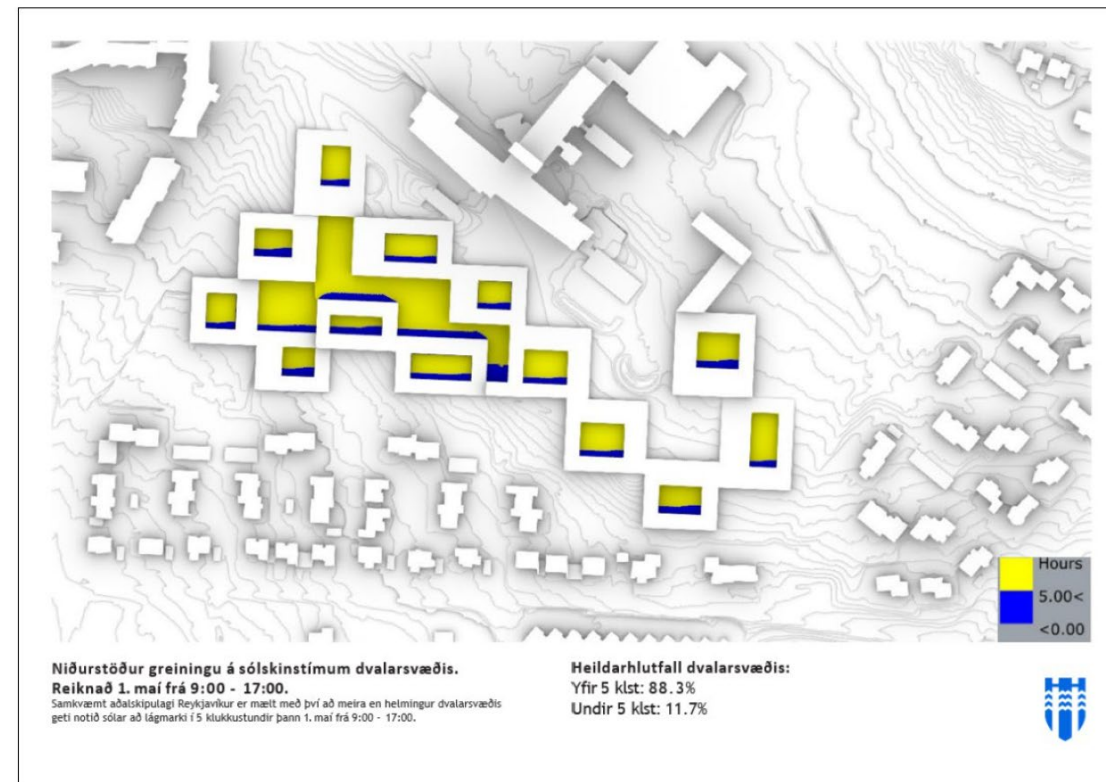 Hours
5.00<
<0.00
Niðurstöður greiningu á sólskinstímum dvalarsvæðis.
Reiknað 1. maí frá 9:00 - 17:00.
Samkvæmt aðalskipulagi Reykjavíkur er mælt með því að meira en helmingur dvalarsvæðis
geti notið sólar að lágmarki í 5 klukkustundir þann 1. maí frá 9:00 - 17:00.
Heildarhlutfall dvalarsvæðis:
Yfir 5 klst: 88.3%
Undir 5 klst: 11.7%